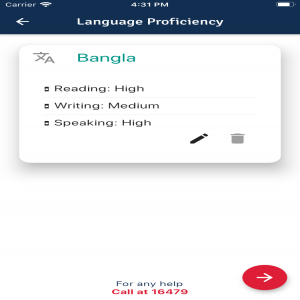 Carrier 4:31 PM
Language Proficiency
Bangla
Reading: High
Writing: Medium
Speaking: High
For any help
Call at 16479